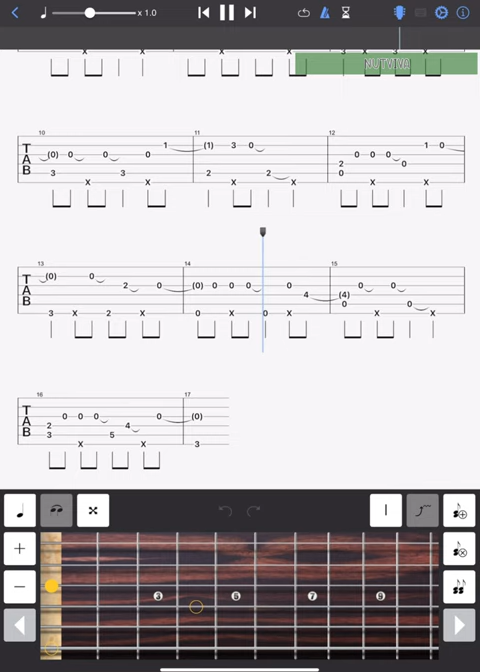 x 1.0
X X X X 3 X 3 X
NUTVIVA
10 11 12
T A B (0) 0 0 0 1 (1) 3 0 0 0 0 0 1 0
3 3 2 2 2 0
X X X
13 14 15
T A B (0) 0 2 0 (0) 0 0 0 0 4 (4) 0 0 0 0
3 X 2 X 0 X 0 X X X
16 17
T A B 2 3 0 0 0 5 4 0 (0)
X X 3
3 5 7 9